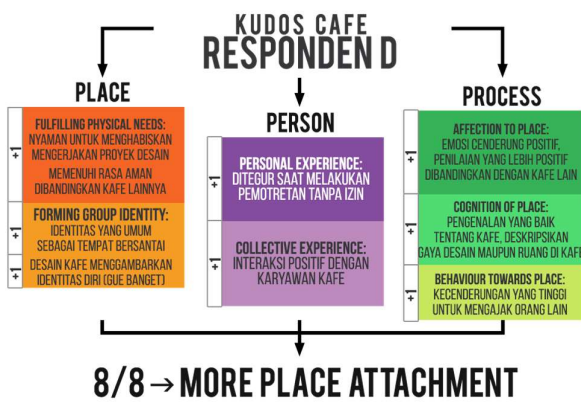 KUDOS CAFE
RESPONDEN D
PLACE
+1
FULFILLING PHYSICAL NEEDS:
NYAMAN UNTUK MENGHABISKAN
MENGERJAKAN PROYEK DESAIN
MEMENUHI RASA AMAN
DIBANDINGKAN KAFE LAINNYA
+1
FORMING GROUP IDENTITY:
IDENTITAS YANG UMUM
SEBAGAI TEMPAT BERSANTAI
+1
DESAIN KAFE MENGGAMBARKAN
IDENTITAS DIRI (GUE BANGET)
PERSON
+1
PERSONAL EXPERIENCE:
DITEGUR SAAT MELAKUKAN
PEMOTRETAN TANPA IZIN
+1
COLLECTIVE EXPERIENCE:
INTERAKSI POSITIF DENGAN
KARYAWAN KAFE
PROCESS
+1
AFFECTION TO PLACE:
EMOSI CENDERUNG POSITIF,
PENILAIAN YANG LEBIH POSITIF
DIBANDINGKAN DENGAN KAFE LAIN
+1
COGNITION OF PLACE:
PENGENALAN YANG BAIK
TENTANG KAFE, DESKRIPSIKAN
GAYA DESAIN MAUPUN RUANG DI KAFE
+1
BEHAVIOUR TOWARDS PLACE:
KECENDERUNGAN YANG TINGGI
UNTUK MENGAJAK ORANG LAIN
8/8 → MORE PLACE ATTACHMENT